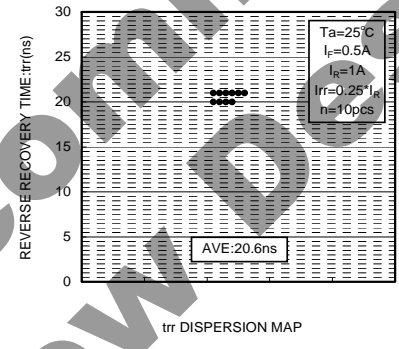 30
25
20
15
10
5
0
REVERSE RECOVERY TIME:trr(ns)
Ta=25°C
IF=0.5A
IR=1A
Irr=0.25*IR
n=10pcs
AVE:20.6ns
trr DISPERSION MAP